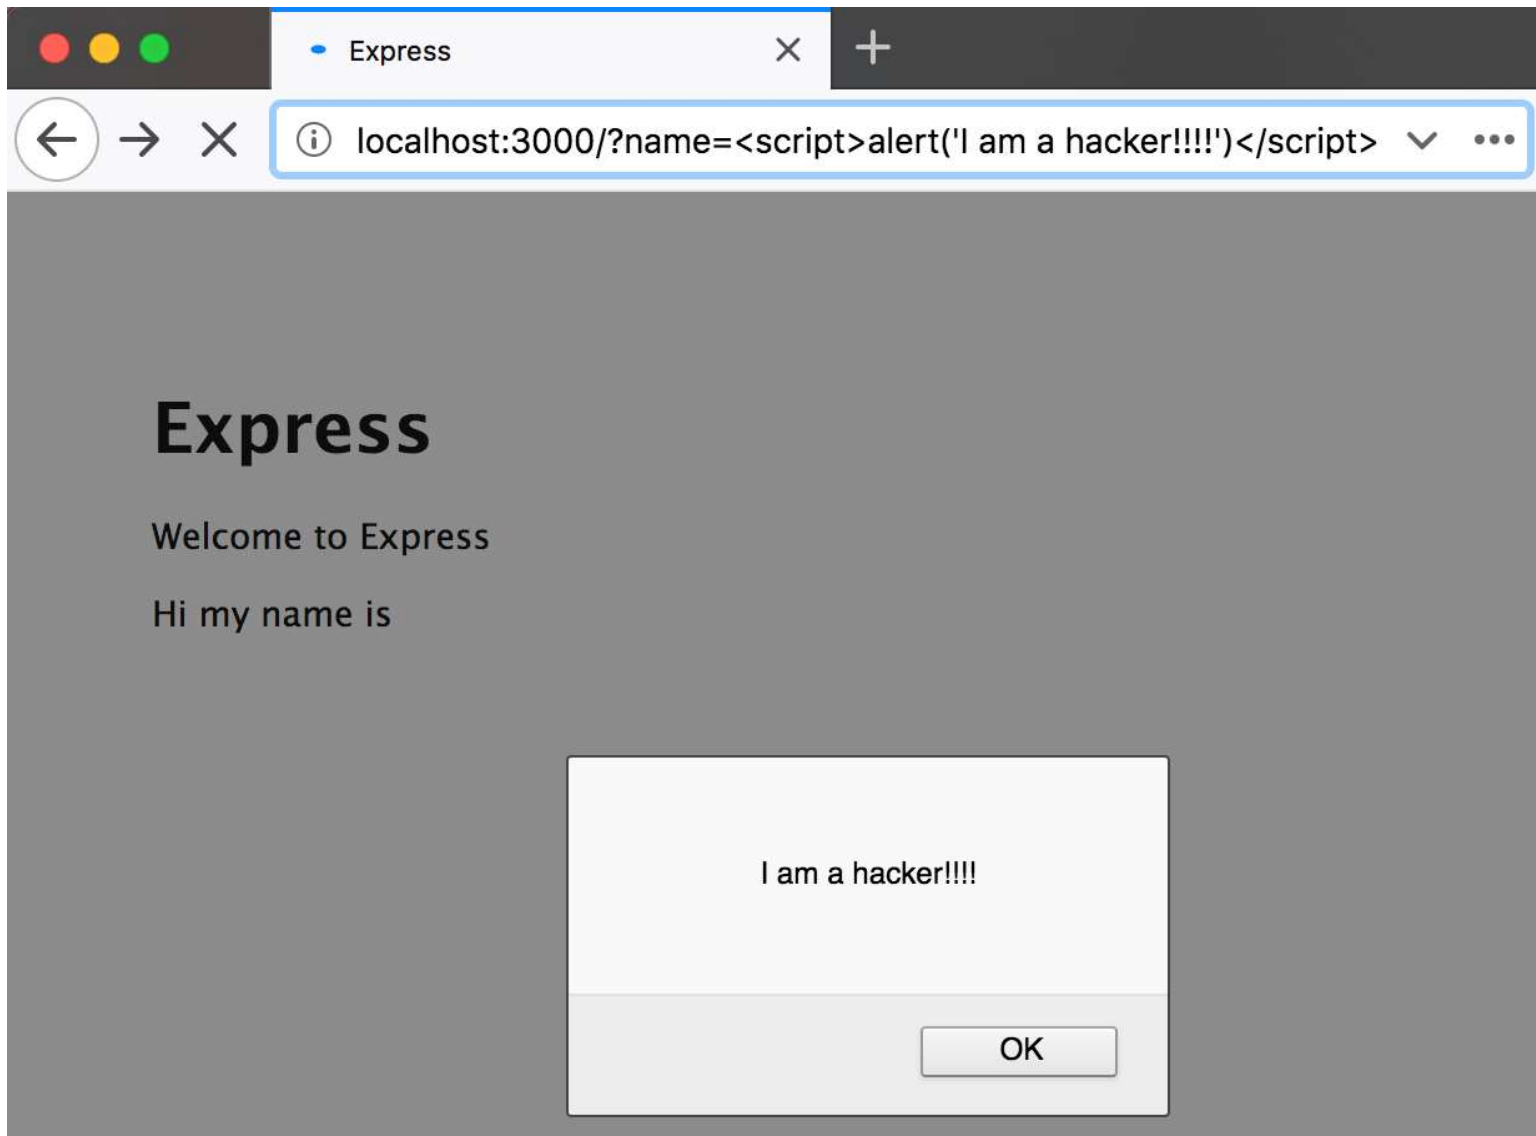 Express
localhost:3000/?name=<script>alert('I am a hacker!!!!')</script>
Express
Welcome to Express
Hi my name is
I am a hacker!!!!
OK